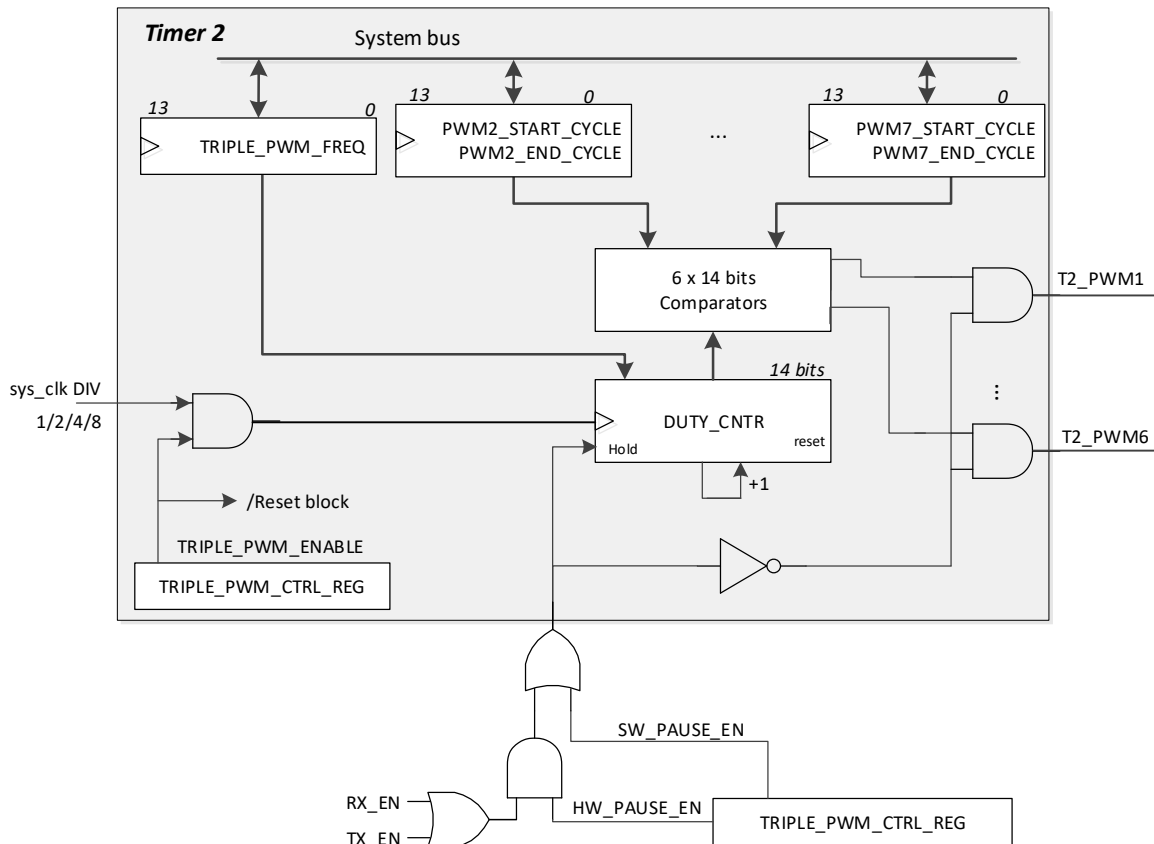 Timer 2
System bus
13
0
13
0
13
0
TRIPLE_PWM_FREQ
PWM2_START_CYCLE
PWM2_END_CYCLE
...
PWM7_START_CYCLE
PWM7_END_CYCLE
6 x 14 bits
Comparators
T2_PWM1
14 bits
sys_clk DIV
1/2/4/8
DUTY_CNTR
Hold
reset
...
T2_PWM6
+1
/Reset block
TRIPLE_PWM_ENABLE
TRIPLE_PWM_CTRL_REG
SW_PAUSE_EN
RX_EN
HW_PAUSE_EN
TRIPLE_PWM_CTRL_REG
TX_EN